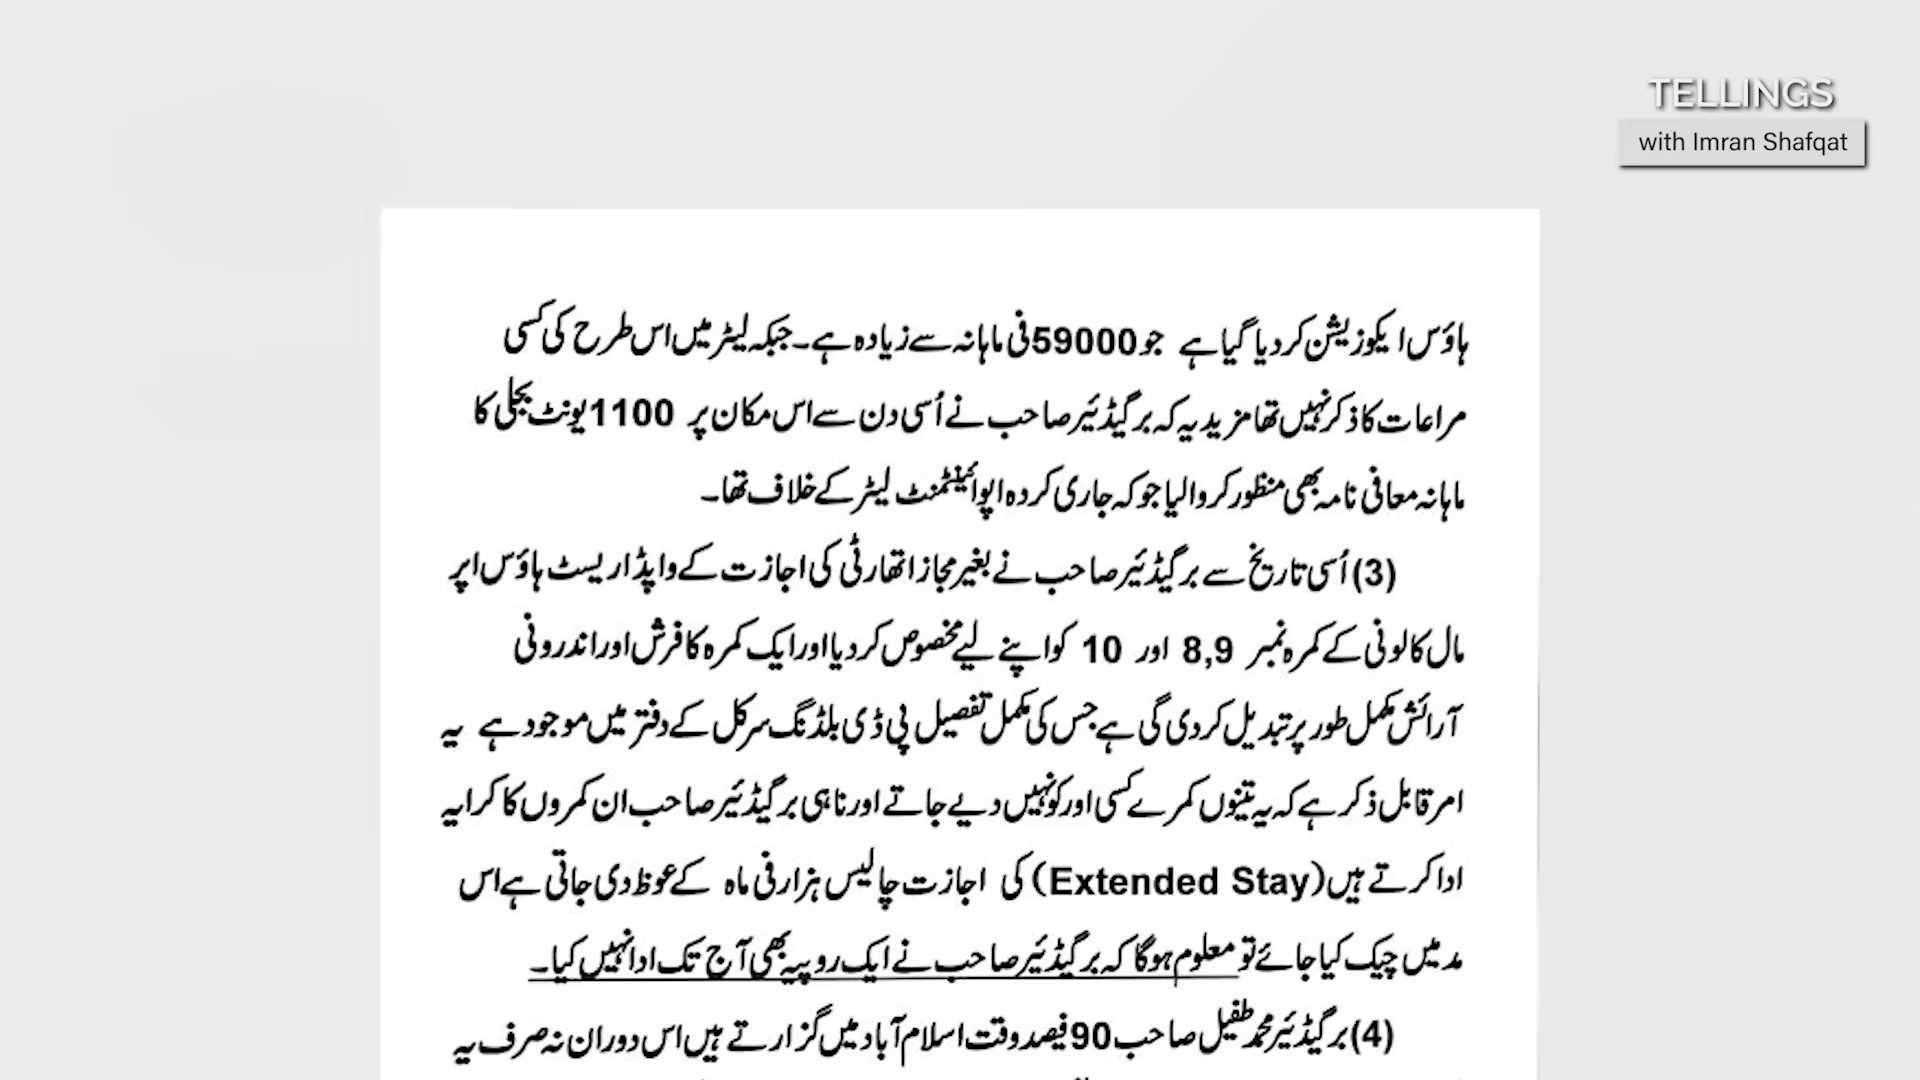 TELLINGS
with Imran Shafqat
ہاؤس ایکوزیشن کر دیا گیا ہے جو 59000 فی ماہانہ سے زیادہ ہے۔ جبکہ لیٹر میں اس طرح کی کسی
مراعات کا ذکر نہیں تھا مزید یہ کہ برگیڈئیر صاحب نے اُسی دن سے اس مکان پر 1100 یونٹ بجلی کا
ماہانہ معافی نامہ بھی منظور کروا لیا جو کہ جاری کردہ اپوائینٹمنٹ لیٹر کے خلاف تھا۔
(3) اُسی تاریخ سے برگیڈئیر صاحب نے بغیر مجاز اتھارٹی کی اجازت کے واپڈا ریسٹ ہاؤس اپر
مال کالونی کے کمرہ نمبر 8,9 اور 10 کو اپنے لیے مخصوص کر دیا اور ایک کمرہ کا فرش اور اندرونی
آرائش مکمل طور پر تبدیل کر دی گی ہے جس کی مکمل تفصیل پی ڈی بلڈنگ سرکل کے دفتر میں موجود ہے یہ
امر قابل ذکر ہے کہ یہ تینوں کمرے کسی اور کو نہیں دیے جاتے اور نا ہی برگیڈئیر صاحب ان کمروں کا کرایہ
ادا کرتے ہیں (Extended Stay) کی اجازت چالیس ہزار فی ماہ کے عوظ دی جاتی ہے اس
مد میں چیک کیا جائے تو معلوم ہوگا کہ برگیڈئیر صاحب نے ایک روپیہ بھی آج تک ادا نہیں کیا۔
(4) برگیڈئیر محمد طفیل صاحب 90 فیصد وقت اسلام آباد میں گزارتے ہیں اس دوران نہ صرف یہ